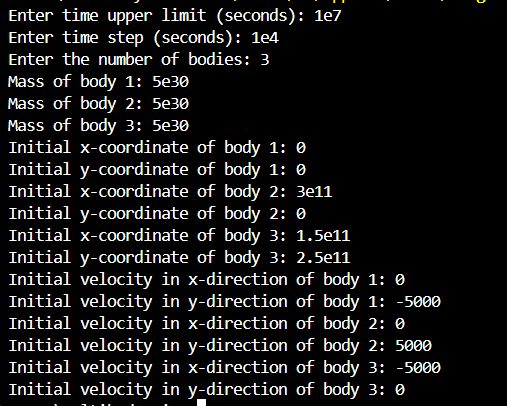 Enter time upper limit (seconds): 1e7
Enter time step (seconds): 1e4
Enter the number of bodies: 3
Mass of body 1: 5e30
Mass of body 2: 5e30
Mass of body 3: 5e30
Initial x-coordinate of body 1: 0
Initial y-coordinate of body 1: 0
Initial x-coordinate of body 2: 3e11
Initial y-coordinate of body 2: 0
Initial x-coordinate of body 3: 1.5e11
Initial y-coordinate of body 3: 2.5e11
Initial velocity in x-direction of body 1: 0
Initial velocity in y-direction of body 1: -5000
Initial velocity in x-direction of body 2: 0
Initial velocity in y-direction of body 2: 5000
Initial velocity in x-direction of body 3: -5000
Initial velocity in y-direction of body 3: 0